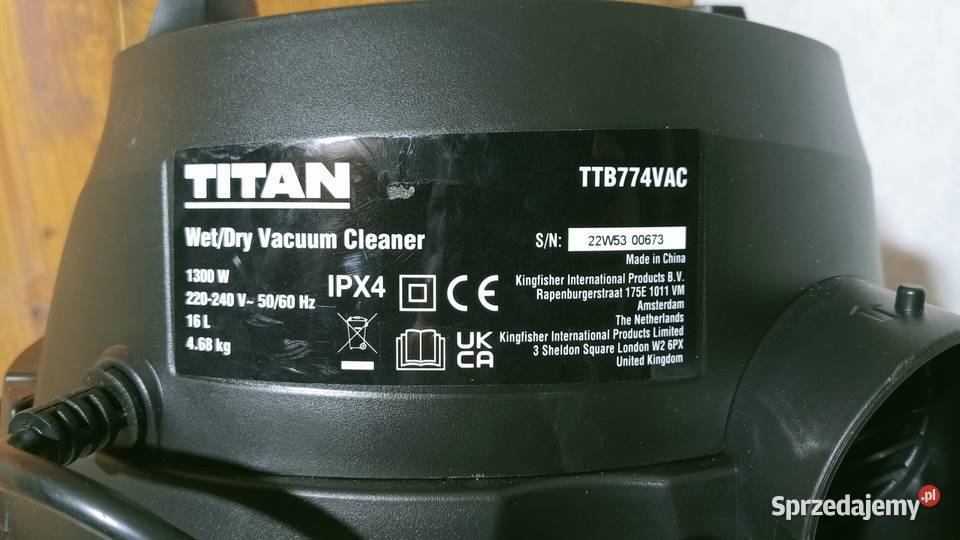 TITAN
TTB774VAC
Wet/Dry Vacuum Cleaner
S/N: 22W53 00673
Made in China
1300 W
220-240 V~ 50/60 Hz
16 L
4.68 kg
IPX4
CE
UK
CA
Kingfisher International Products B.V.
Rapenburgerstraat 175E 1011 VM
Amsterdam
The Netherlands
Kingfisher International Products Limited
3 Sheldon Square London W2 6PX
United Kingdom
Sprzedajemy.pl